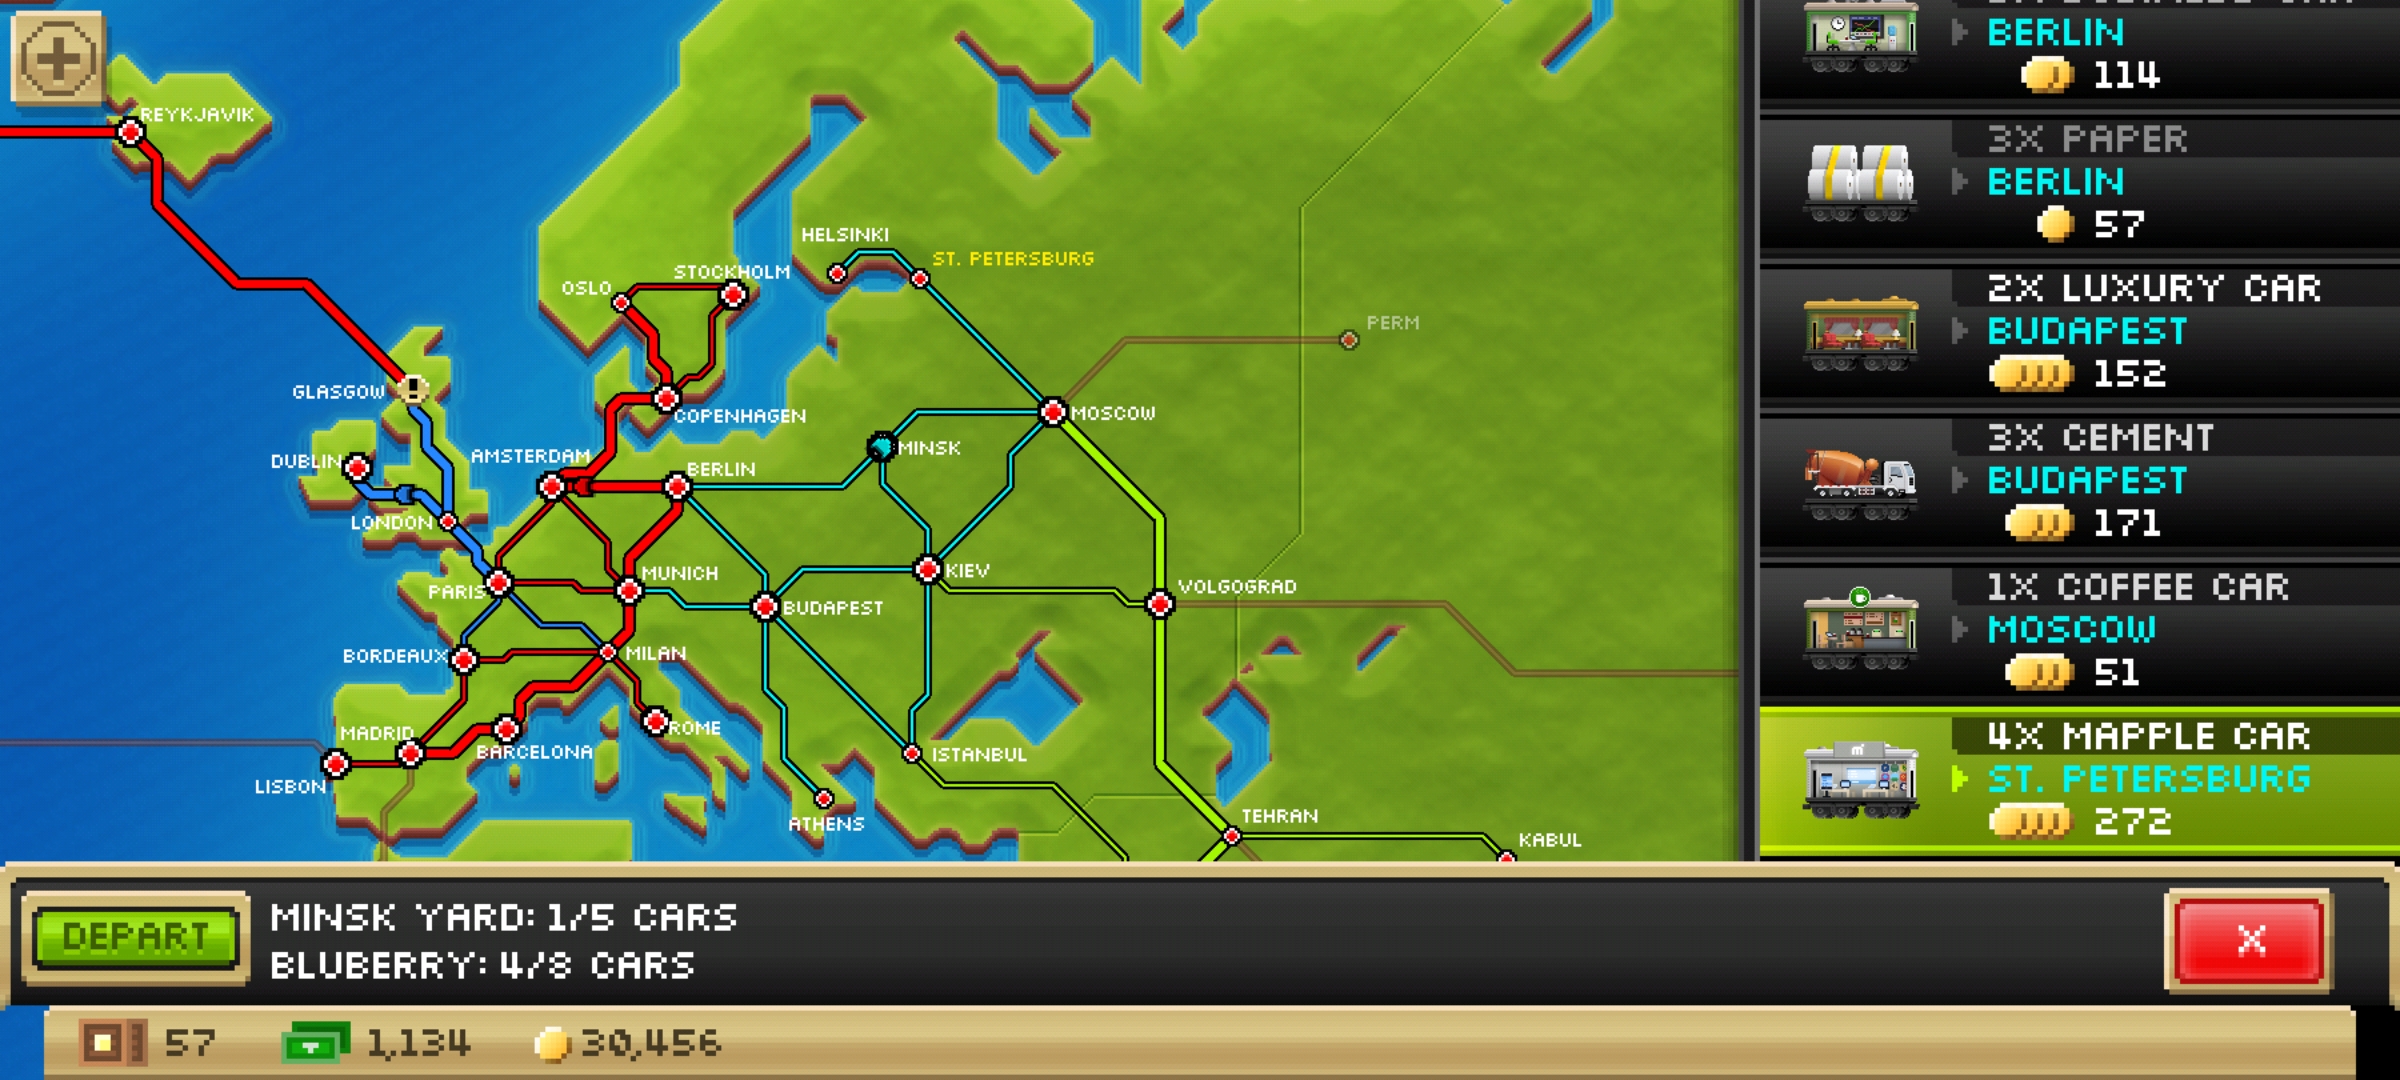 REYKJAVIK
HELSINKI
ST. PETERSBURG
STOCKHOLM
OSLO
PERM
GLASGOW
COPENHAGEN
MOSCOW
MINSK
AMSTERDAM
DUBLIN
BERLIN
LONDON
KIEV
MUNICH
VOLGOGRAD
PARIS
BUDAPEST
BORDEAUX
MILAN
MADRID
ROME
BARCELONA
ISTANBUL
LISBON
ATHENS
TEHRAN
KABUL
BERLIN
114
3X PAPER
BERLIN
57
2X LUXURY CAR
BUDAPEST
152
3X CEMENT
BUDAPEST
171
1X COFFEE CAR
MOSCOW
51
4X MAPPLE CAR
ST. PETERSBURG
272
DEPART
MINSK YARD: 1/5 CARS
BLUBERRY: 4/8 CARS
X
57
1,134
30,456